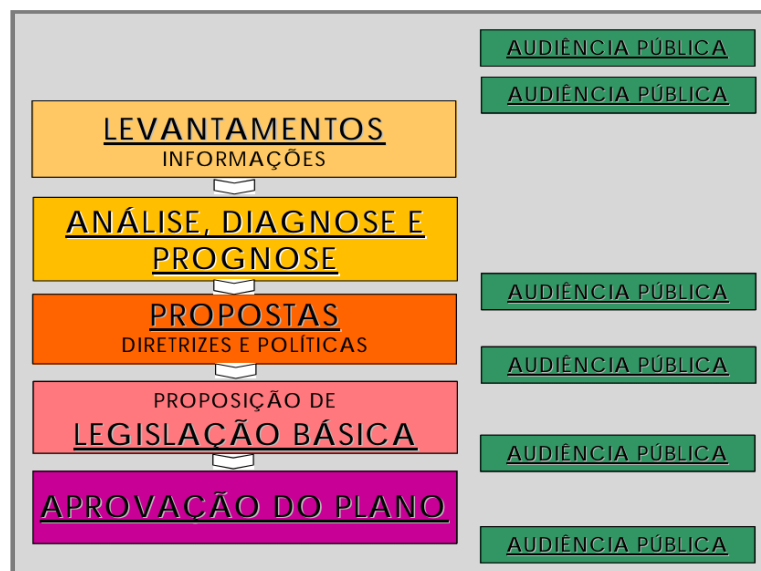 AUDIÊNCIA PÚBLICA
AUDIÊNCIA PÚBLICA
LEVANTAMENTOS
INFORMAÇÕES
ANÁLISE, DIAGNOSE E
PROGNOSE
AUDIÊNCIA PÚBLICA
PROPOSTAS
DIRETRIZES E POLÍTICAS
AUDIÊNCIA PÚBLICA
PROPOSIÇÃO DE
LEGISLAÇÃO BÁSICA
AUDIÊNCIA PÚBLICA
APROVAÇÃO DO PLANO
AUDIÊNCIA PÚBLICA